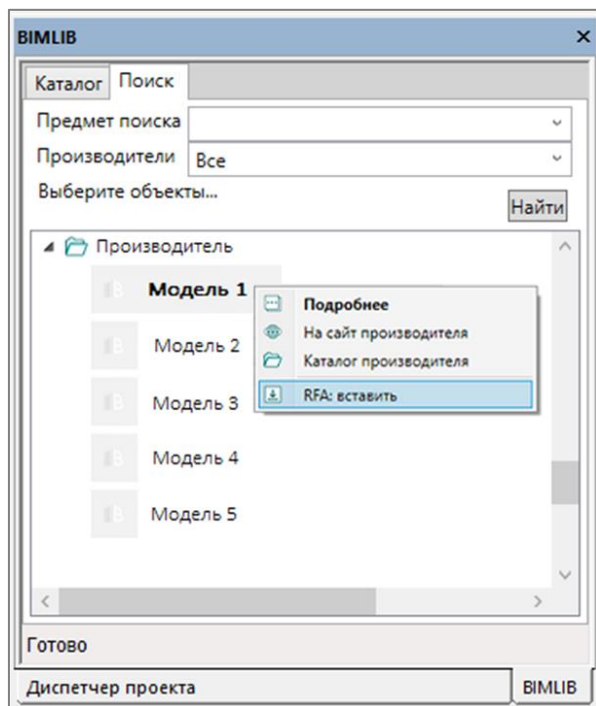 BIMLIB
Каталог Поиск
Предмет поиска
Производители Все
Выберите объекты...
Найти
Производитель
Модель 1
Подробнее
Модель 2
На сайт производителя
Каталог производителя
Модель 3
RFA: вставить
Модель 4
Модель 5
Готово
Диспетчер проекта BIMLIB